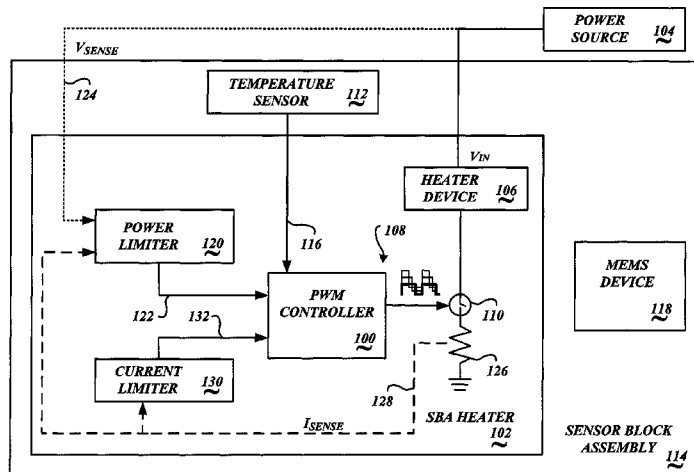 POWER
SOURCE 104
V_SENSE
124
TEMPERATURE
SENSOR 112
V_IN
HEATER
DEVICE 106
POWER
LIMITER 120
116
108
MEMS
DEVICE
118
PWM
CONTROLLER
100
110
122
132
126
CURRENT
LIMITER 130
128
I_SENSE
SBA HEATER
102
SENSOR BLOCK
ASSEMBLY
114